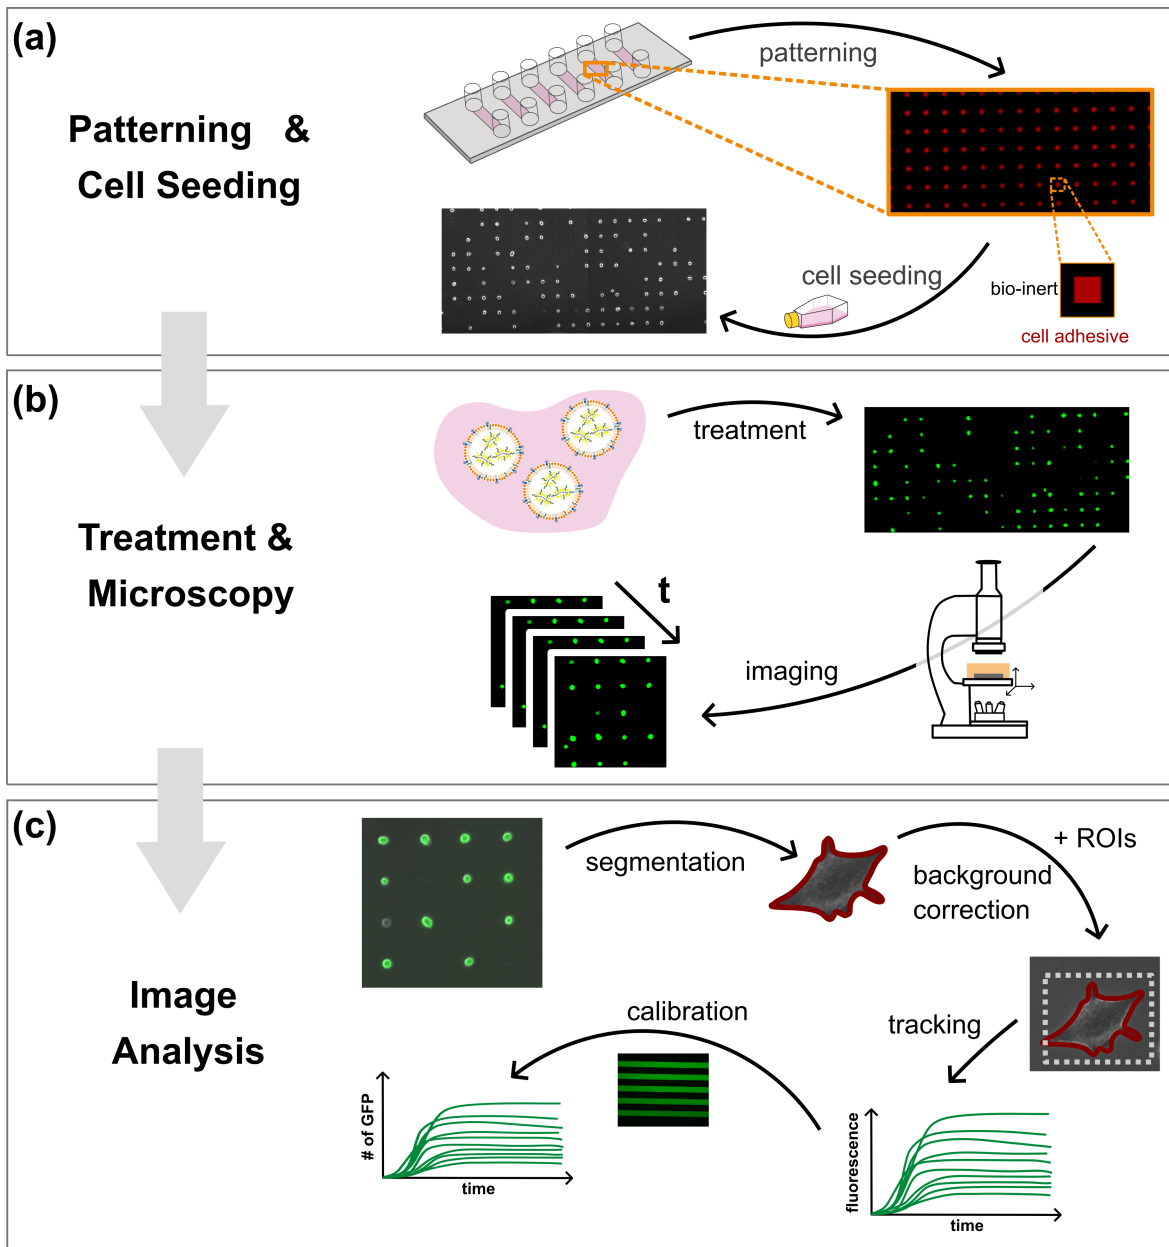 (a)
Patterning &
Cell Seeding
patterning
cell seeding
bio-inert
cell adhesive
(b)
Treatment &
Microscopy
treatment
t
imaging
(c)
Image
Analysis
segmentation
+ ROIs
background
correction
tracking
calibration
# of GFP
time
fluorescence
time